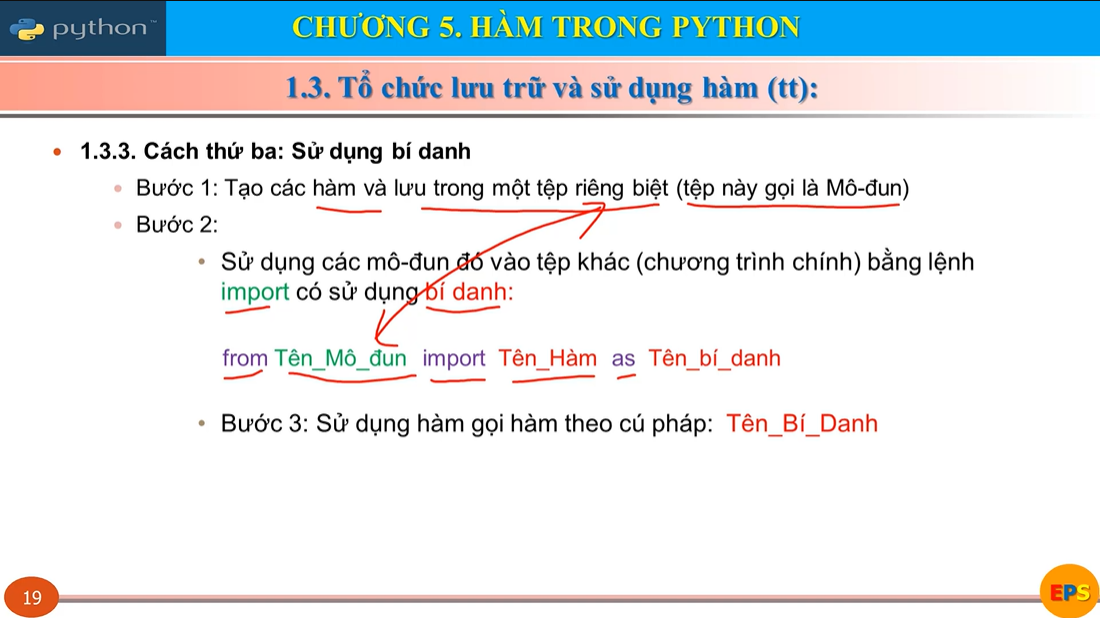 python™
CHƯƠNG 5. HÀM TRONG PYTHON
1.3. Tổ chức lưu trữ và sử dụng hàm (tt):
• 1.3.3. Cách thứ ba: Sử dụng bí danh
• Bước 1: Tạo các hàm và lưu trong một tệp riêng biệt (tệp này gọi là Mô-đun)
• Bước 2:
• Sử dụng các mô-đun đó vào tệp khác (chương trình chính) bằng lệnh
import có sử dụng bí danh:
from Tên_Mô_đun import Tên_Hàm as Tên_bí_danh
• Bước 3: Sử dụng hàm gọi hàm theo cú pháp: Tên_Bí_Danh
19
EPS